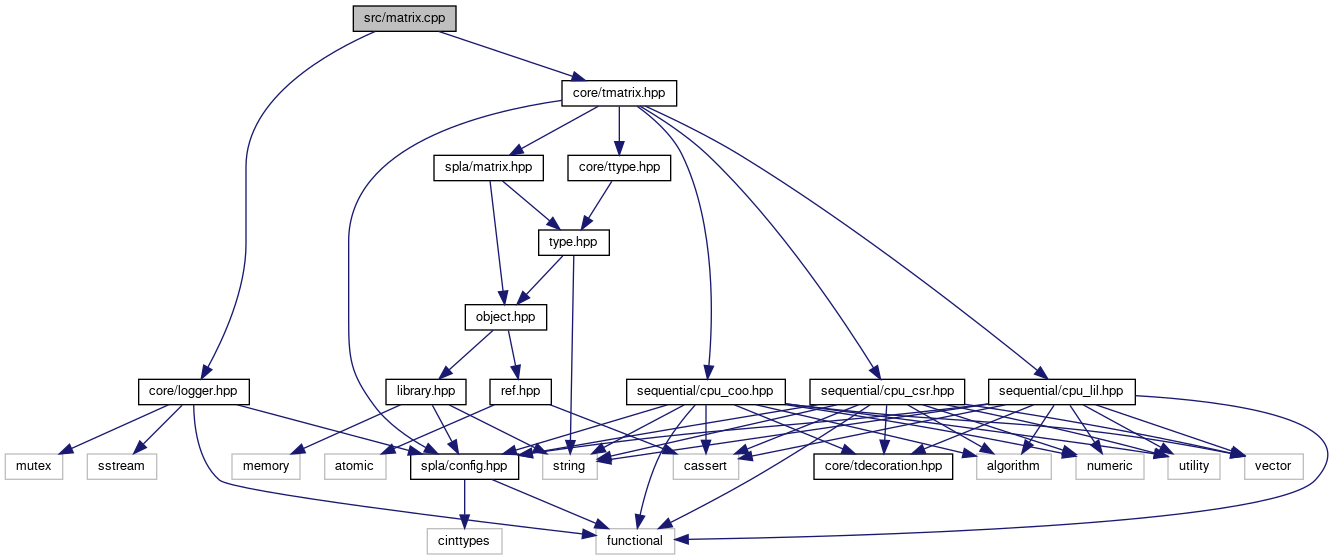 src/matrix.cpp
core/tmatrix.hpp
spla/matrix.hpp
core/ttype.hpp
type.hpp
object.hpp
core/logger.hpp
library.hpp
ref.hpp
sequential/cpu_coo.hpp
sequential/cpu_csr.hpp
sequential/cpu_lil.hpp
mutex
sstream
memory
atomic
spla/config.hpp
string
cassert
core/tdecoration.hpp
algorithm
numeric
utility
vector
cinttypes
functional